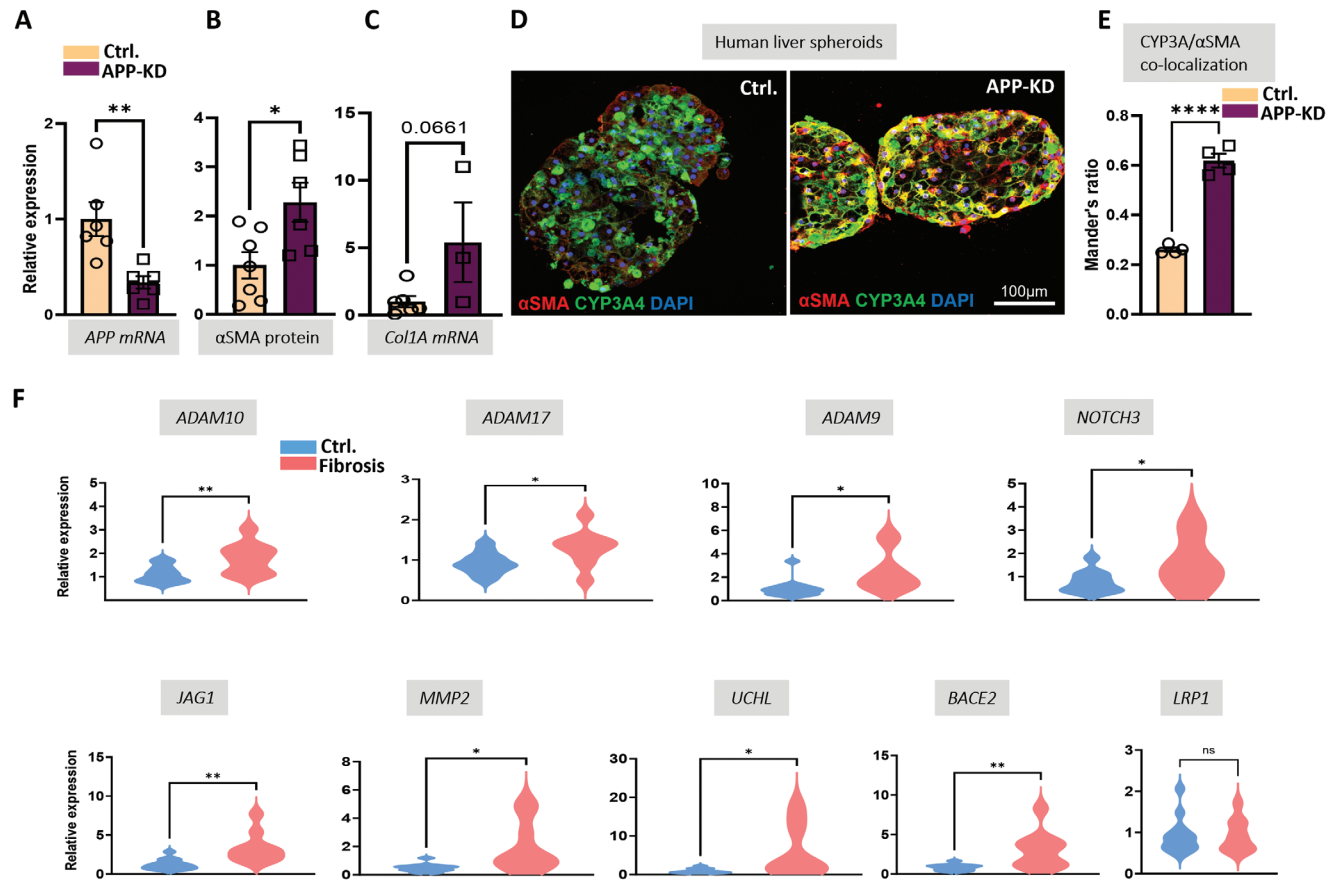 A
Ctrl.
APP-KD
**
2
1
0
Relative expression
APP mRNA
B
*
4
3
2
1
0
αSMA protein
C
0.0661
15
10
5
0
Col1A mRNA
D
Human liver spheroids
Ctrl.
αSMA CYP3A4 DAPI
APP-KD
αSMA CYP3A4 DAPI
100µm
E
CYP3A/αSMA
co-localization
Ctrl.
APP-KD
****
0.8
0.6
0.4
0.2
0.0
Mander's ratio
F
Ctrl.
Fibrosis
ADAM10
**
5
4
3
2
1
Relative expression
ADAM17
*
3
2
1
0
ADAM9
*
10
8
6
4
2
0
NOTCH3
*
5
4
3
2
1
JAG1
**
15
10
5
0
Relative expression
MMP2
*
8
6
4
2
0
UCHL
*
30
20
10
0
BACE2
**
15
10
5
0
LRP1
ns
3
2
1
0